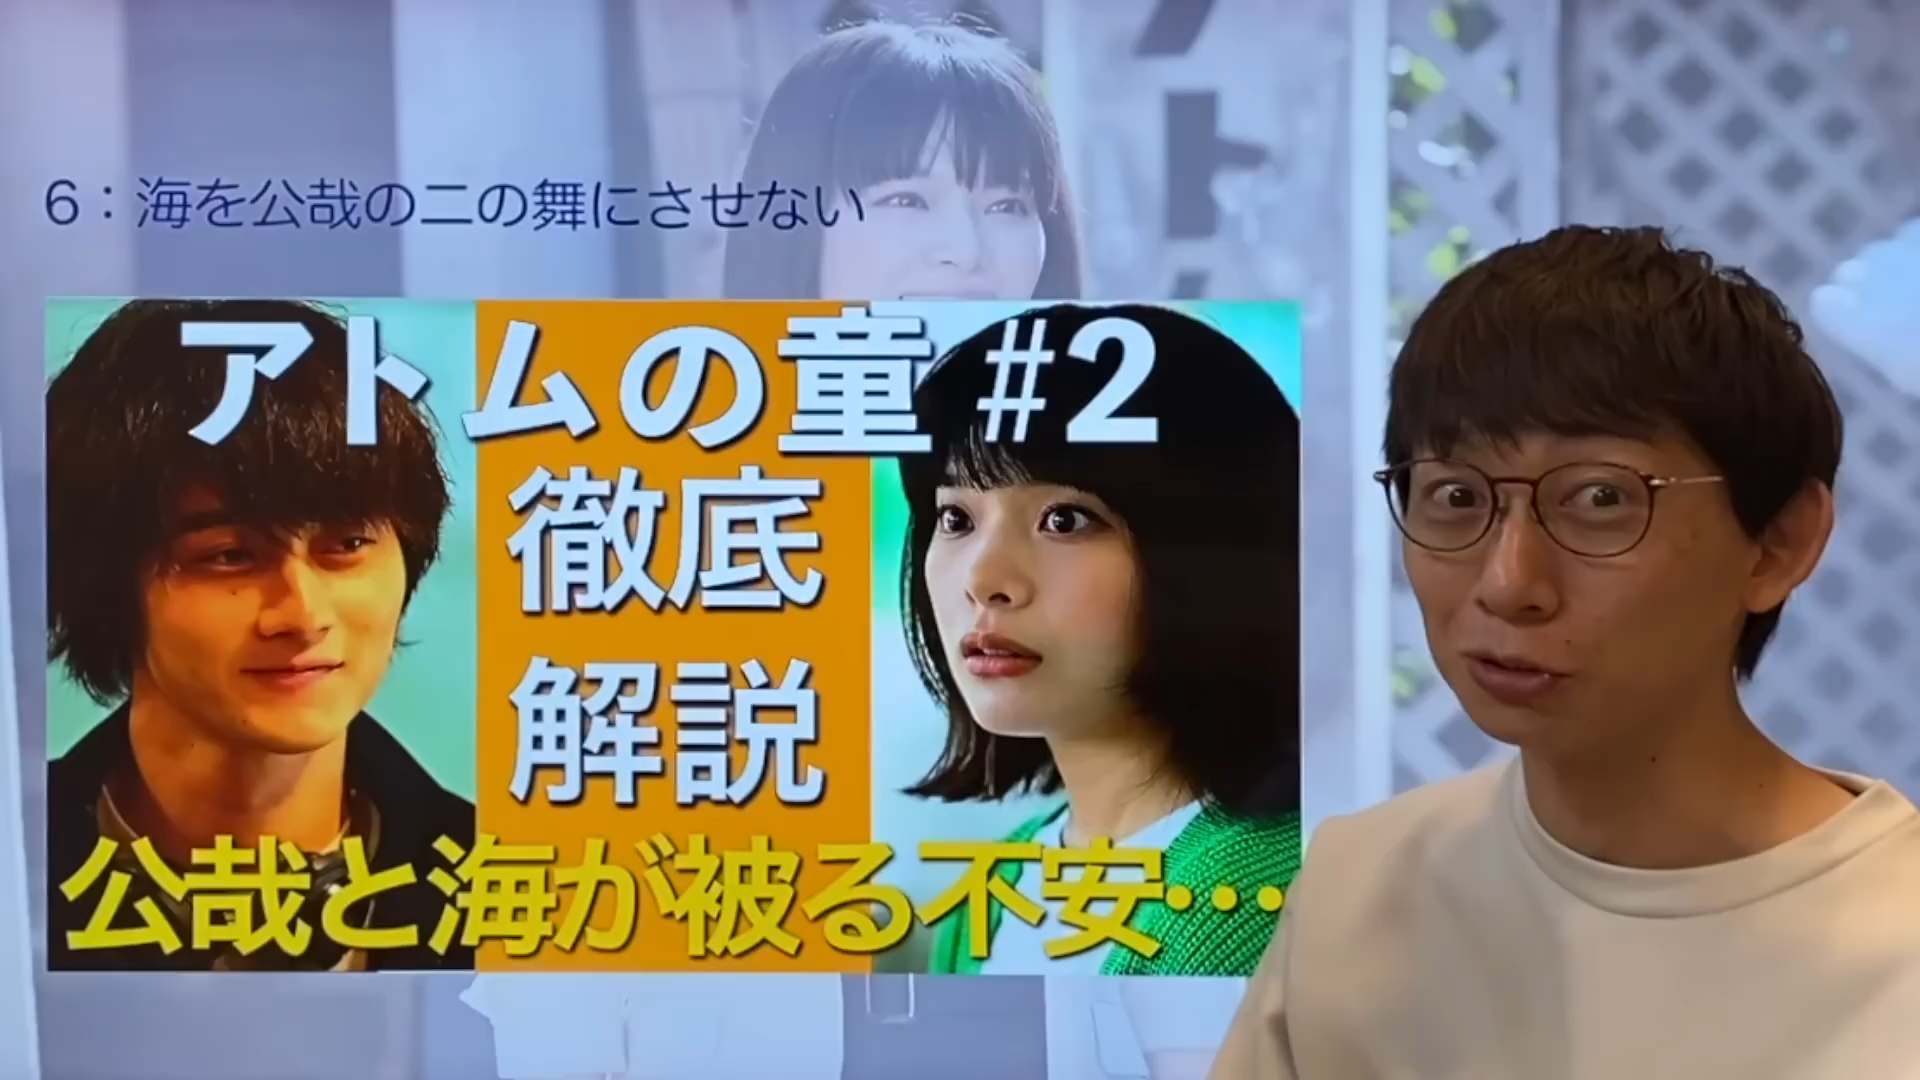 6：海を公哉の二の舞にさせない
アトムの童 #2
徹底
解説
公哉と海が被る不安…